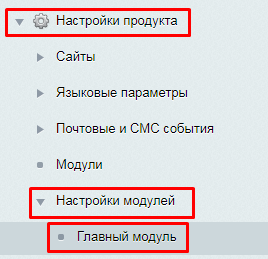 Настройки продукта
Сайты
Языковые параметры
Почтовые и СМС события
Модули
Настройки модулей
Главный модуль